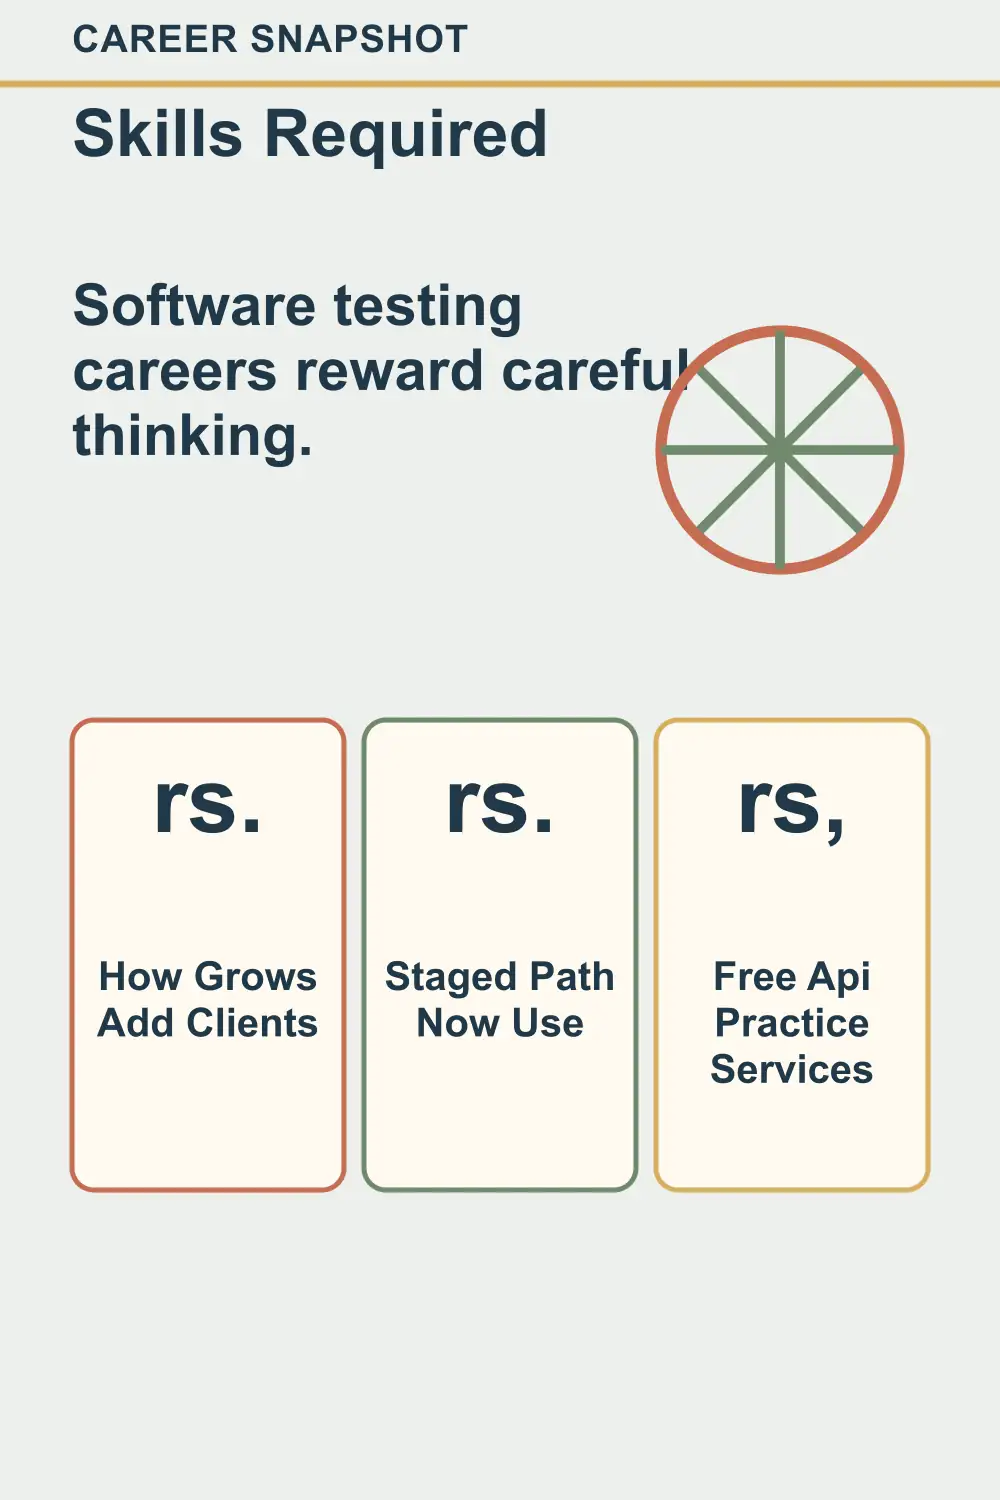 CAREER SNAPSHOT
Skills Required
Software testing
careers reward careful
thinking.
rs.
How Grows
Add Clients
rs.
Staged Path
Now Use
rs,
Free Api
Practice
Services